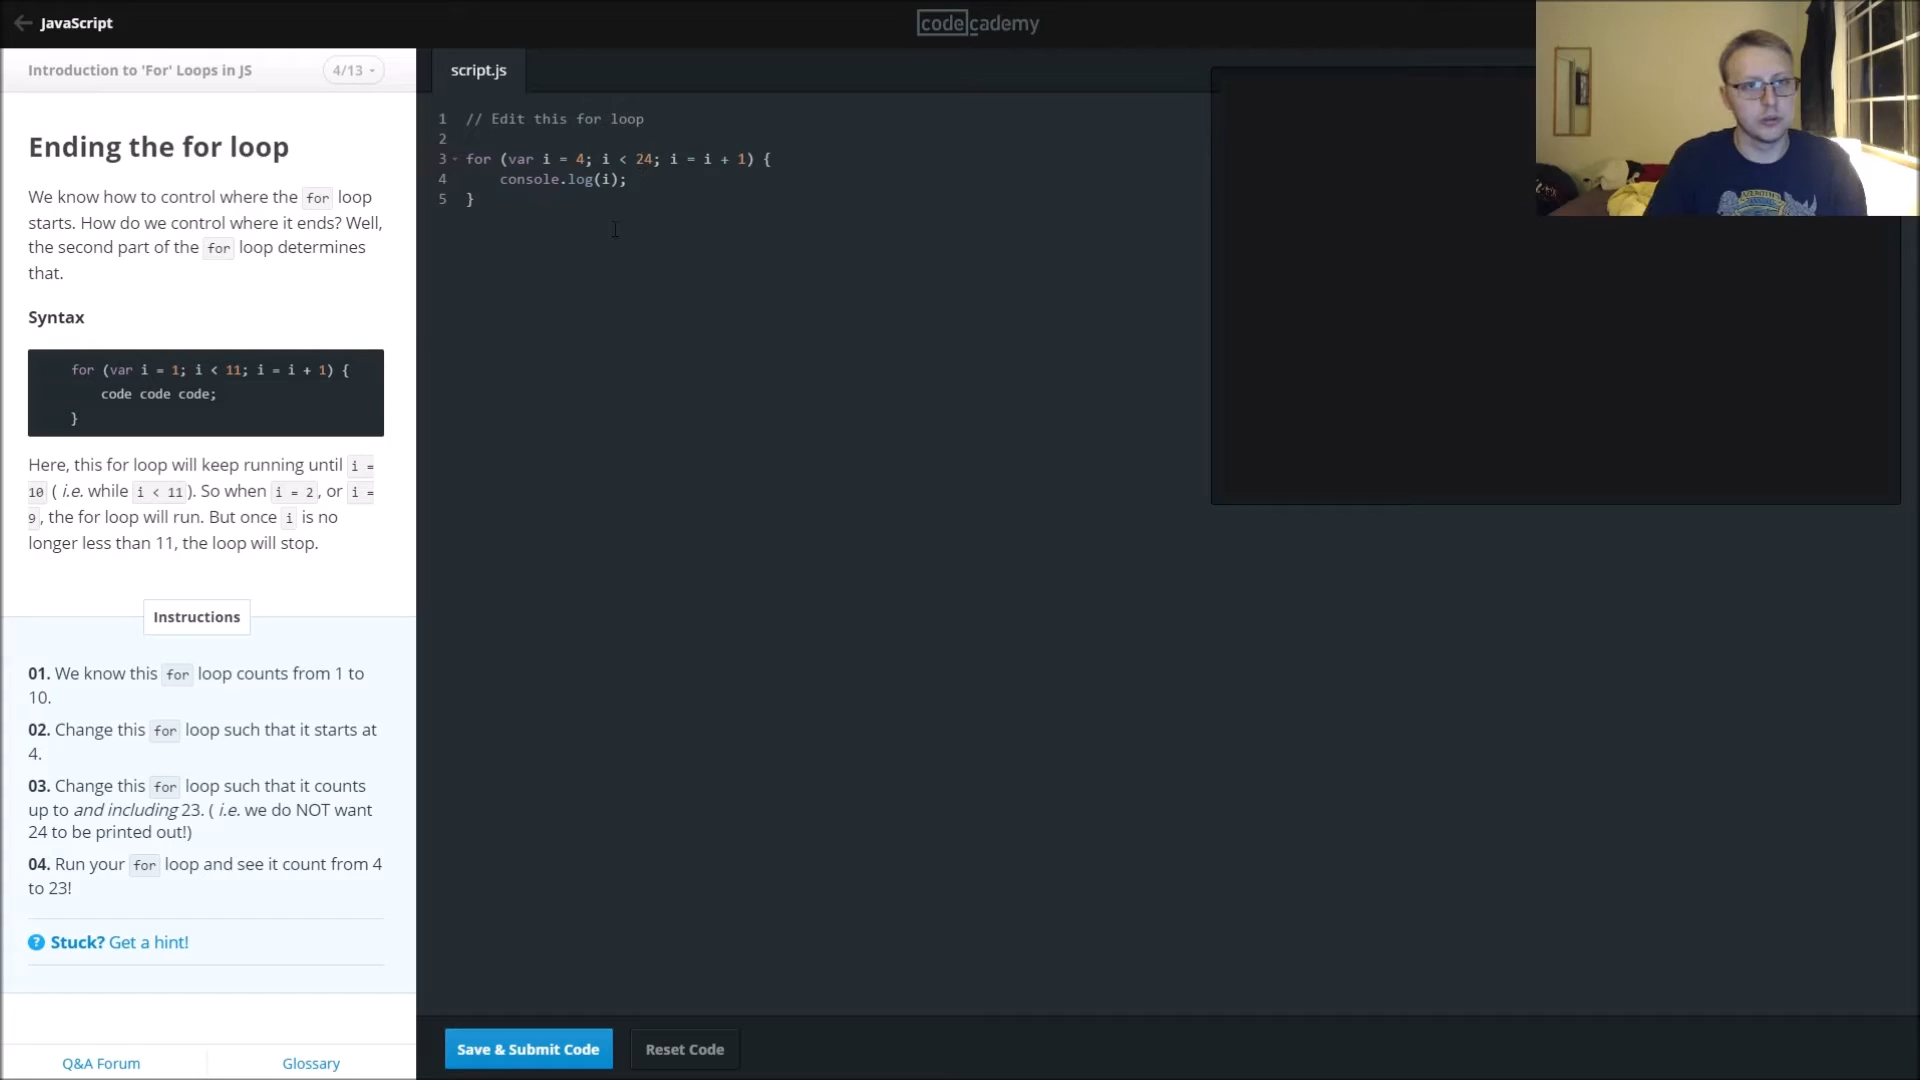 JavaScript
codecademy
Introduction to 'For' Loops in JS
4/13
script.js
Ending the for loop
We know how to control where the for loop
starts. How do we control where it ends? Well,
the second part of the for loop determines
that.
Syntax
for (var i = 1; i < 11; i = i + 1) {
code code code;
}
Here, this for loop will keep running until i =
10 ( i.e. while i < 11 ). So when i = 2 , or i =
9 , the for loop will run. But once i is no
longer less than 11, the loop will stop.
Instructions
01. We know this for loop counts from 1 to
10.
02. Change this for loop such that it starts at
4.
03. Change this for loop such that it counts
up to and including 23. ( i.e. we do NOT want
24 to be printed out!)
04. Run your for loop and see it count from 4
to 23!
? Stuck? Get a hint!
Q&A Forum
Glossary
1 // Edit this for loop
2
3 for (var i = 4; i < 24; i = i + 1) {
4 console.log(i);
5 }
Save & Submit Code
Reset Code